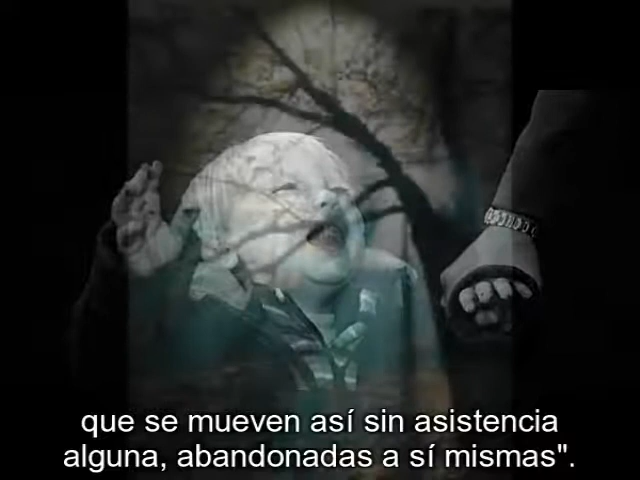 que se mueven así sin asistencia
alguna, abandonadas a sí mismas".